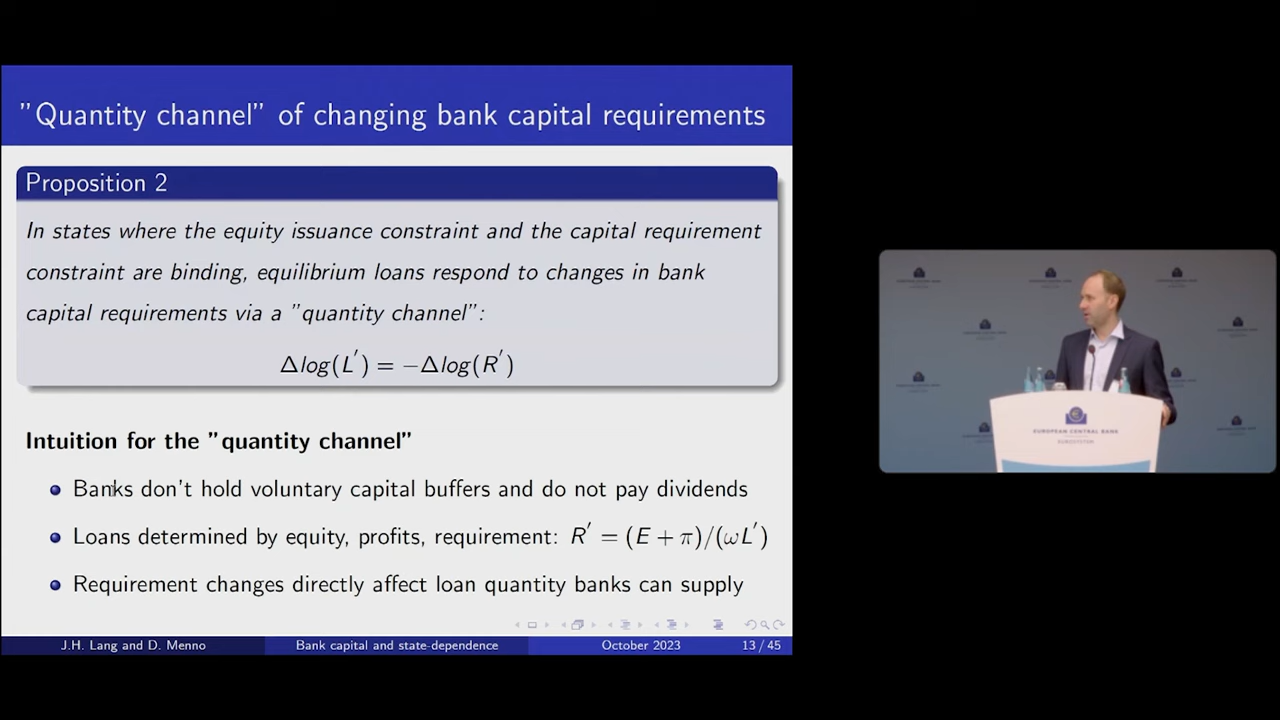 "Quantity channel" of changing bank capital requirements
Proposition 2
In states where the equity issuance constraint and the capital requirement
constraint are binding, equilibrium loans respond to changes in bank
capital requirements via a "quantity channel":
Δlog(L′) = −Δlog(R′)
Intuition for the "quantity channel"
Banks don't hold voluntary capital buffers and do not pay dividends
Loans determined by equity, profits, requirement: R′ = (E + π)/(ωL′)
Requirement changes directly affect loan quantity banks can supply
J.H. Lang and D. Menno
Bank capital and state-dependence
October 2023
13 / 45
EUROPEAN CENTRAL BANK
EUROSYSTEM